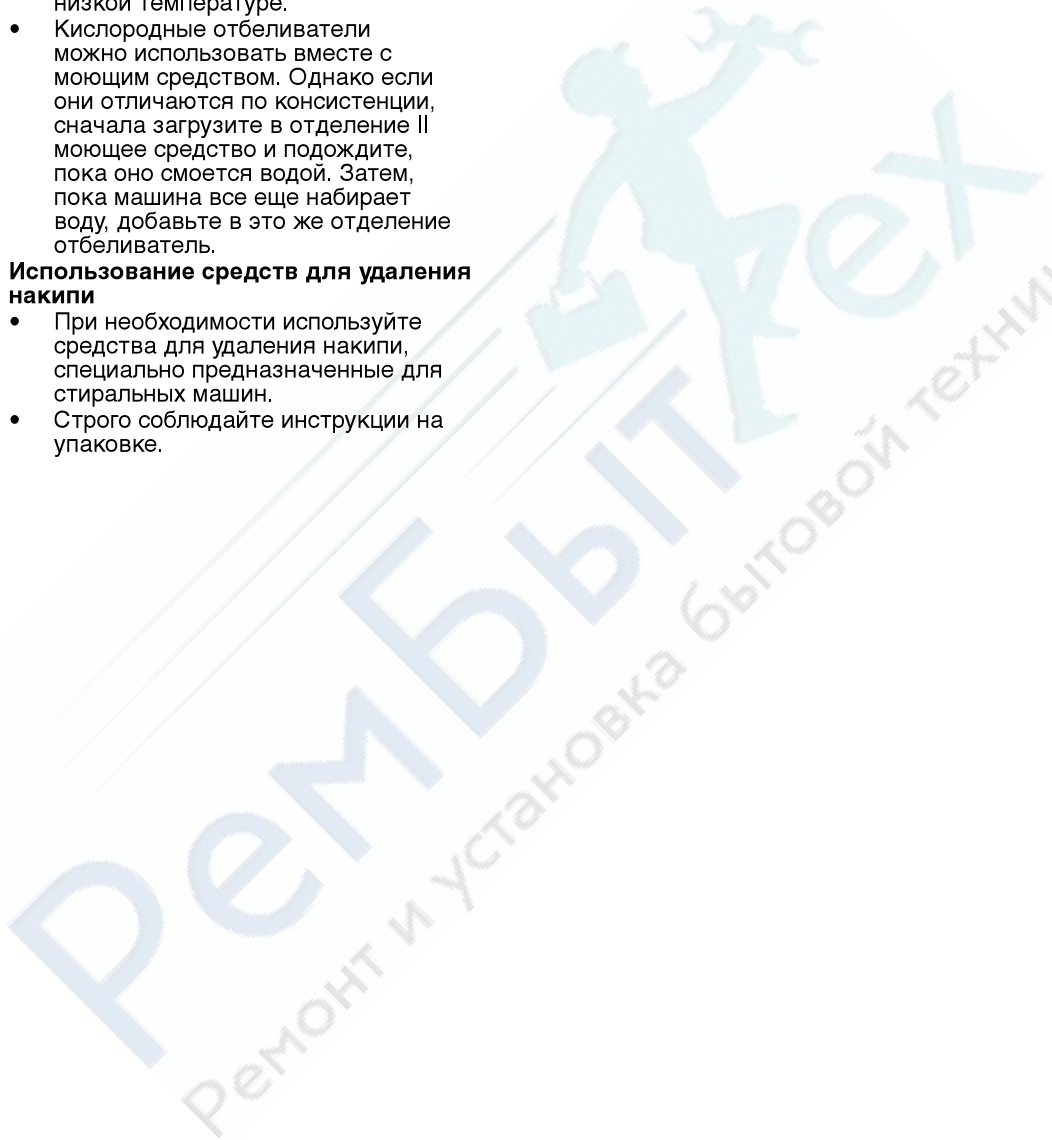 низкой температуре.
• Кислородные отбеливатели
можно использовать вместе с
моющим средством. Однако если
они отличаются по консистенции,
сначала загрузите в отделение II
моющее средство и подождите,
пока оно смоется водой. Затем,
пока машина все еще набирает
воду, добавьте в это же отделение
отбеливатель.
Использование средств для удаления
накипи
• При необходимости используйте
средства для удаления накипи,
специально предназначенные для
стиральных машин.
• Строго соблюдайте инструкции на
упаковке.
РемБытТех
Ремонт и установка бытовой техни